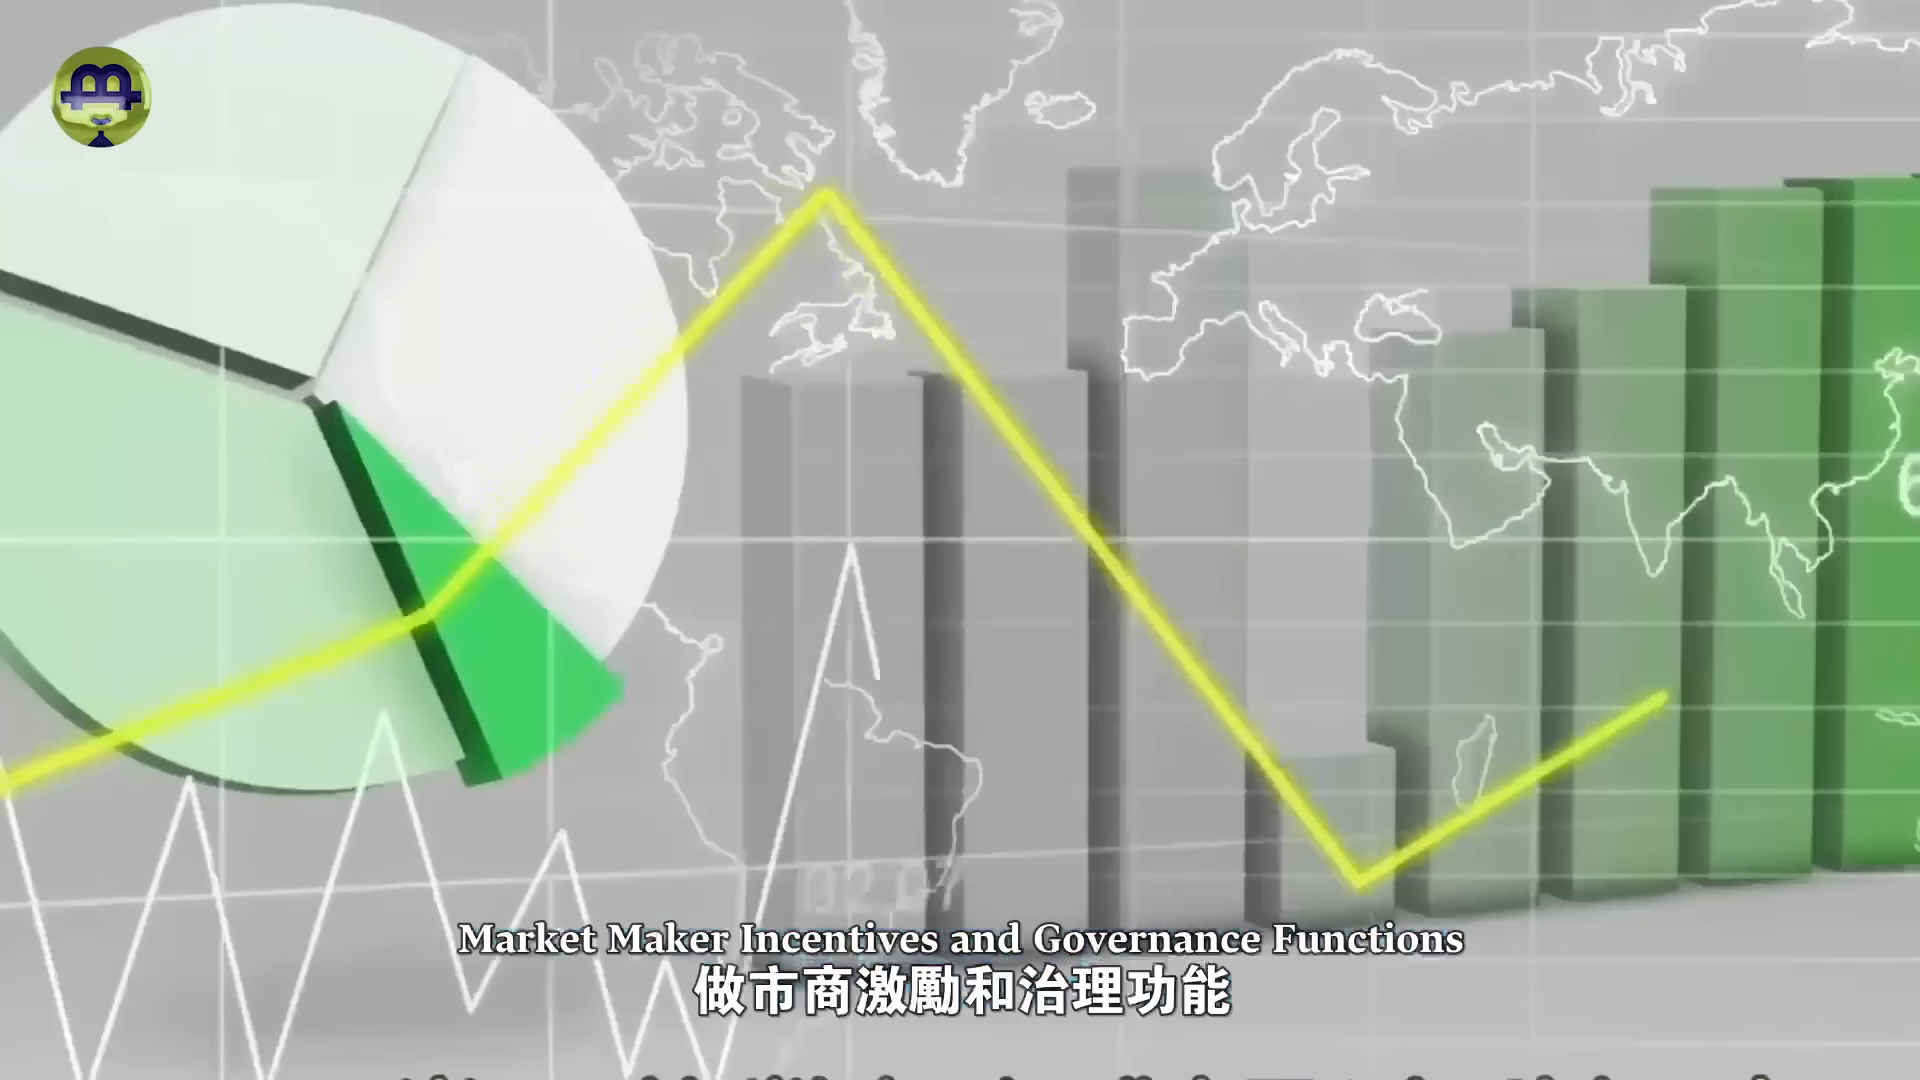 Market Maker Incentives and Governance Functions
做市商激勵和治理功能